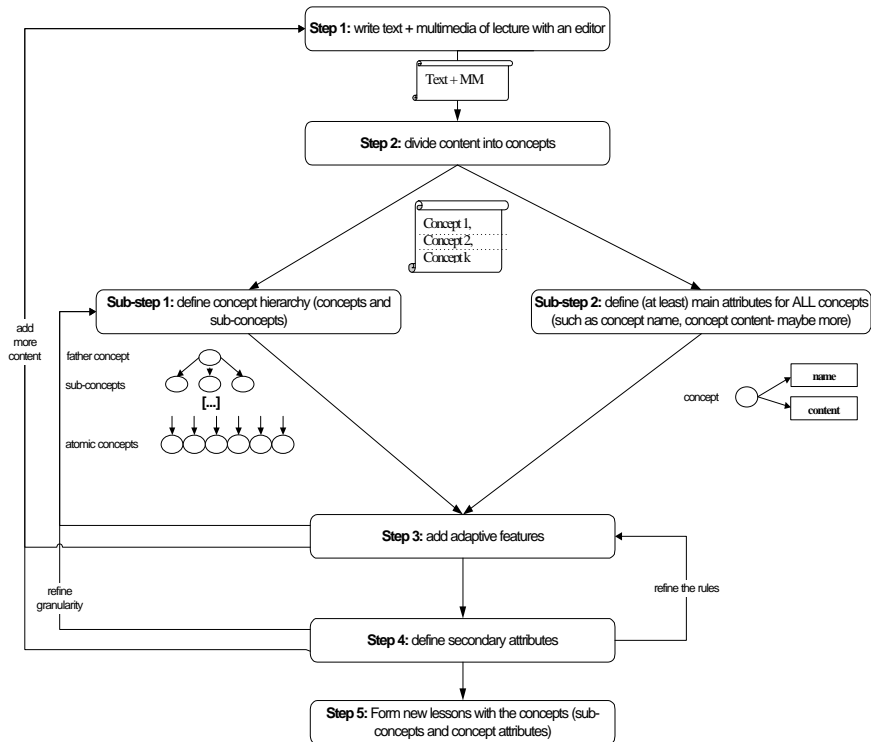 Step 1: write text + multimedia of lecture with an editor
Text + MM
Step 2: divide content into concepts
Concept 1,
Concept 2,
Concept k
Sub-step 1: define concept hierarchy (concepts and
sub-concepts)
Sub-step 2: define (at least) main attributes for ALL concepts
(such as concept name, concept content- maybe more)
add
more
content
father concept
sub-concepts
[...]
atomic concepts
concept
name
content
Step 3: add adaptive features
refine
granularity
refine the rules
Step 4: define secondary attributes
Step 5: Form new lessons with the concepts (sub-
concepts and concept attributes)